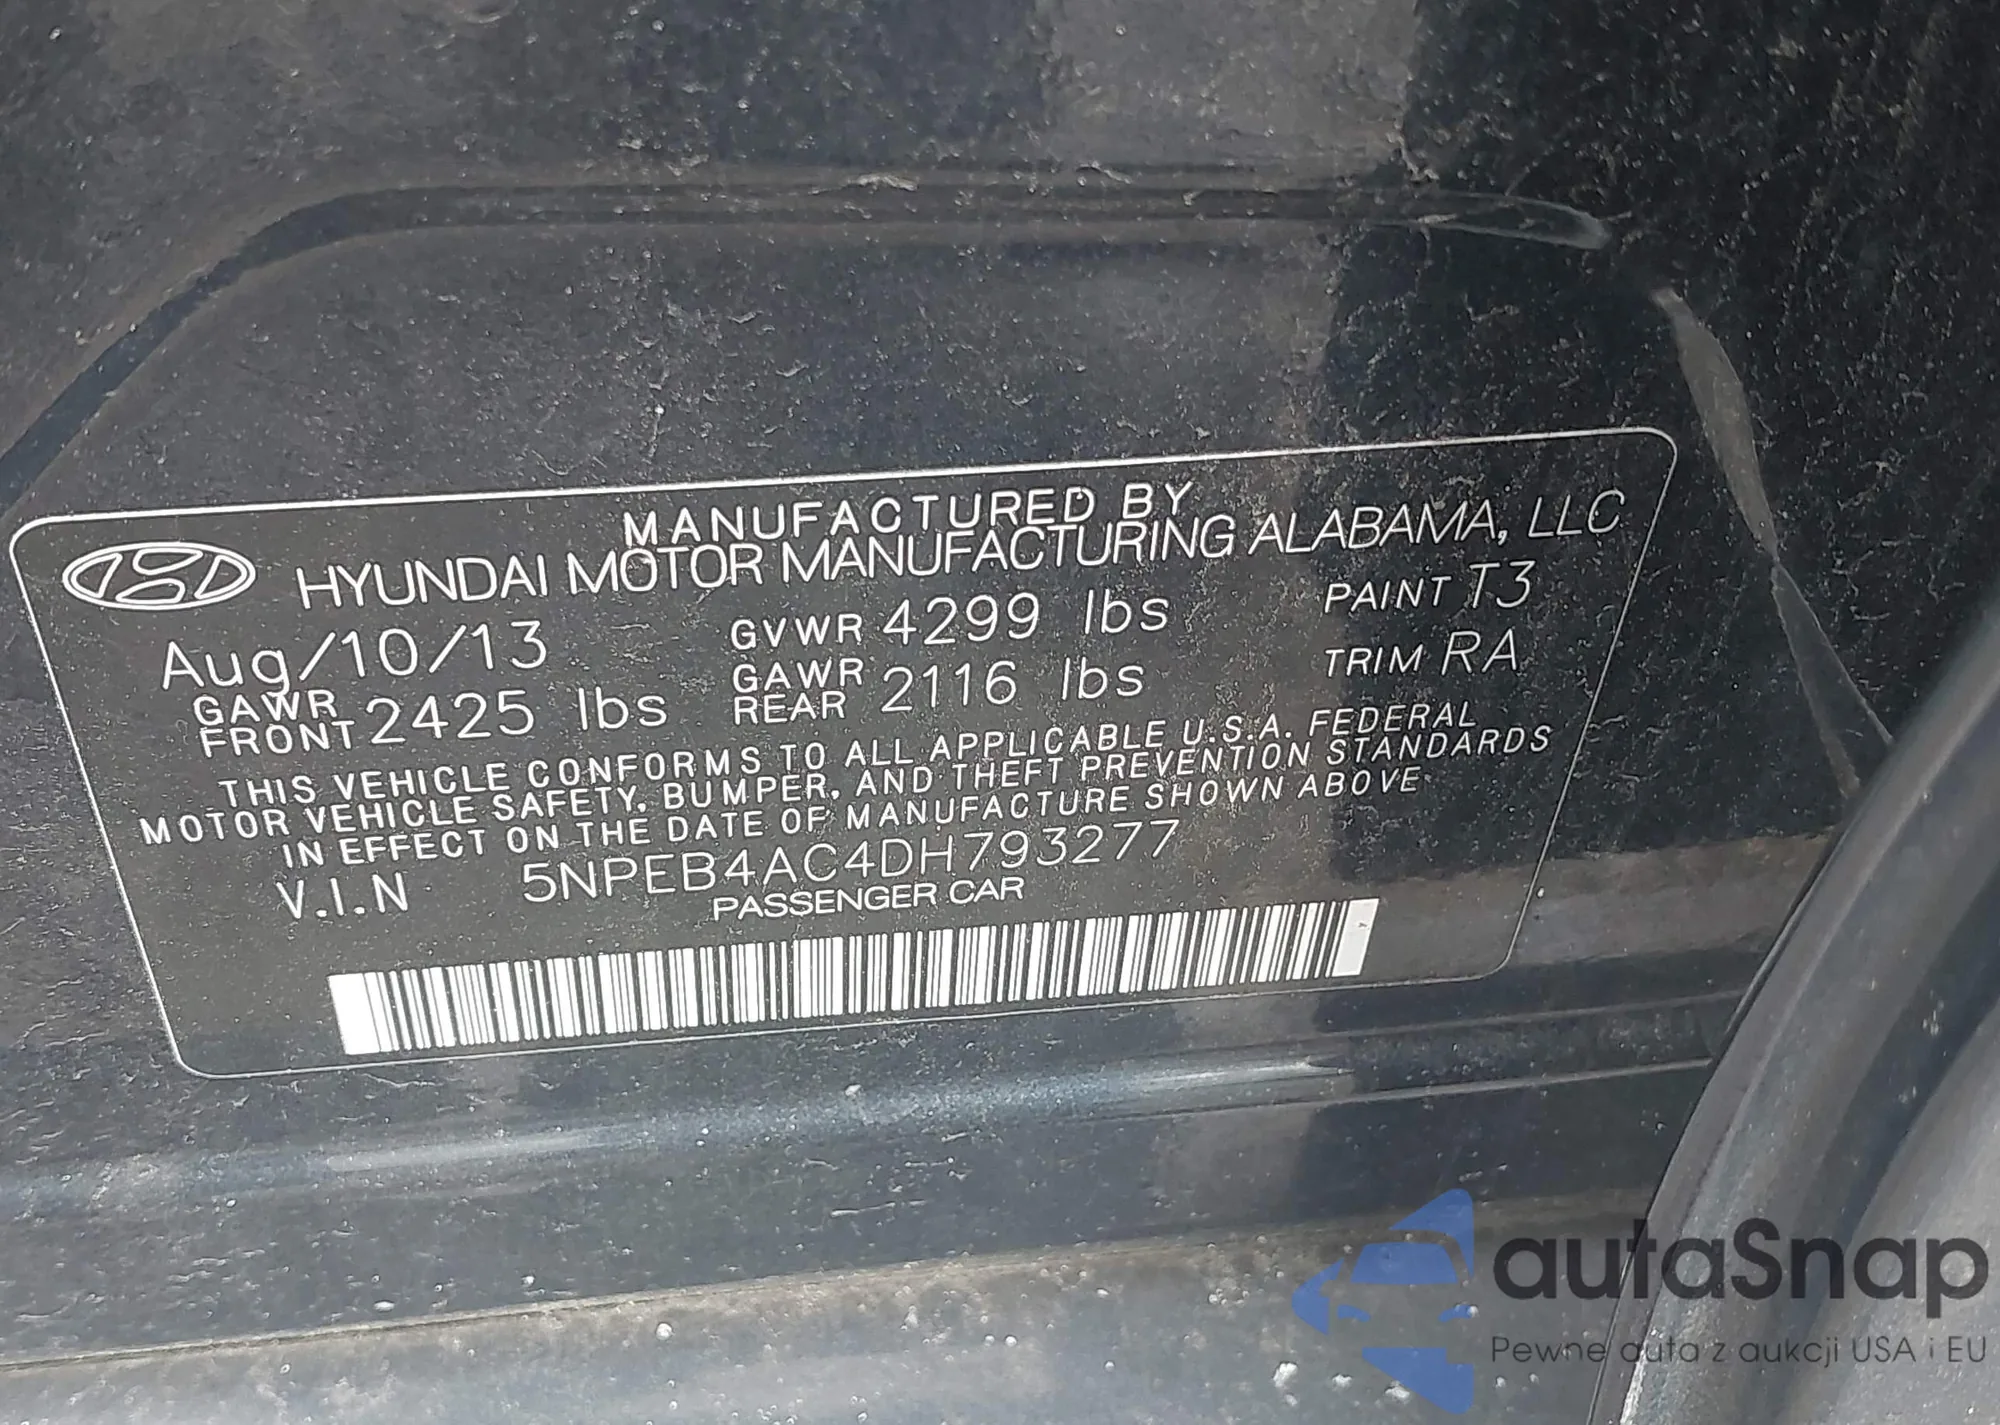 MANUFACTURED BY
HYUNDAI MOTOR MANUFACTURING ALABAMA, LLC
Aug/10/13 GVWR 4299 lbs PAINT T3
GAWR FRONT 2425 lbs GAWR REAR 2116 lbs TRIM RA
THIS VEHICLE CONFORMS TO ALL APPLICABLE U.S.A. FEDERAL
MOTOR VEHICLE SAFETY, BUMPER, AND THEFT PREVENTION STANDARDS
IN EFFECT ON THE DATE OF MANUFACTURE SHOWN ABOVE
V.I.N 5NPEB4AC4DH793277
PASSENGER CAR
autaSnap
Pewne auta z aukcji USA i EU